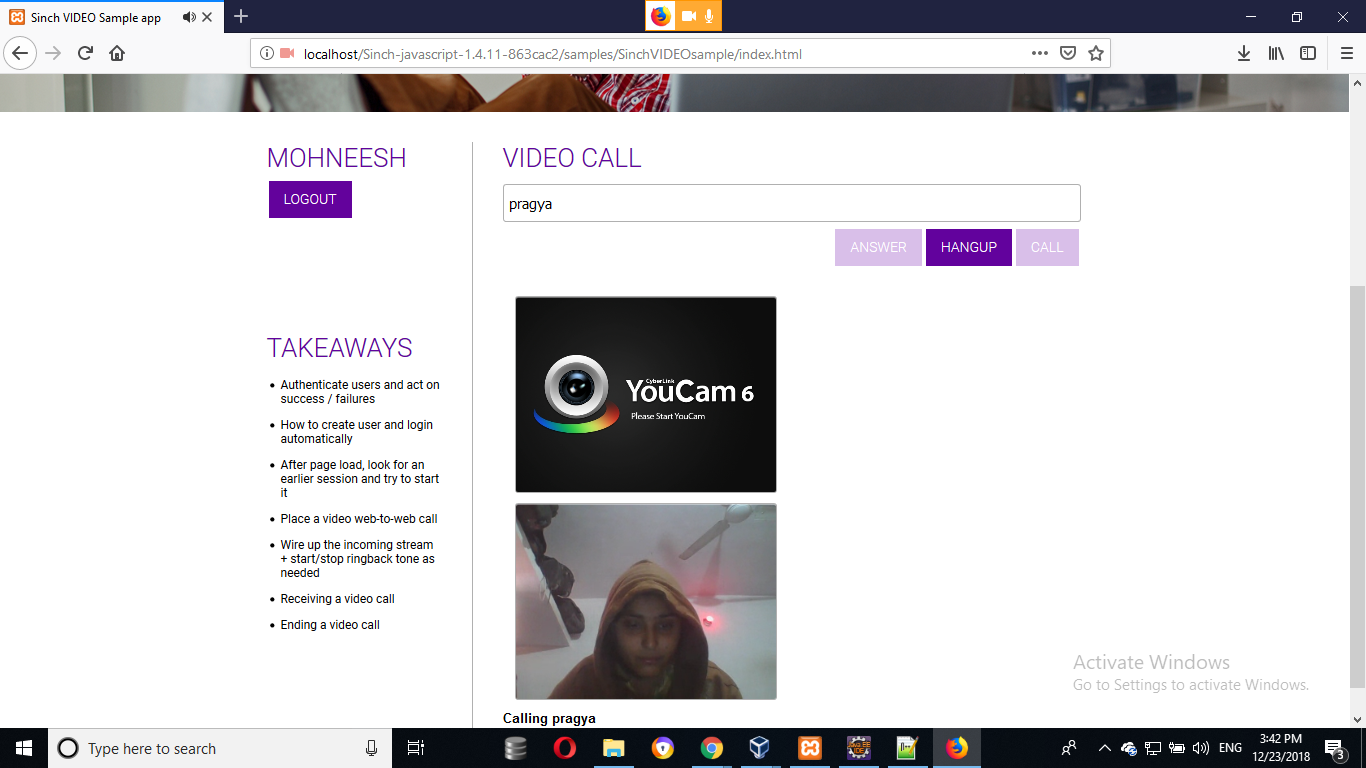 Sinch VIDEO Sample app
localhost/Sinch-javascript-1.4.11-863cac2/samples/SinchVIDEOsample/index.html
MOHNEESH
LOGOUT
TAKEAWAYS
• Authenticate users and act on
success / failures
• How to create user and login
automatically
• After page load, look for an
earlier session and try to start
it
• Place a video web-to-web call
• Wire up the incoming stream
+ start/stop ringback tone as
needed
• Receiving a video call
• Ending a video call
VIDEO CALL
pragya
ANSWER
HANGUP
CALL
CyberLink
YouCam 6
Please Start YouCam
Calling pragya
Activate Windows
Go to Settings to activate Windows.
Type here to search
ENG
3:42 PM
12/23/2018
3